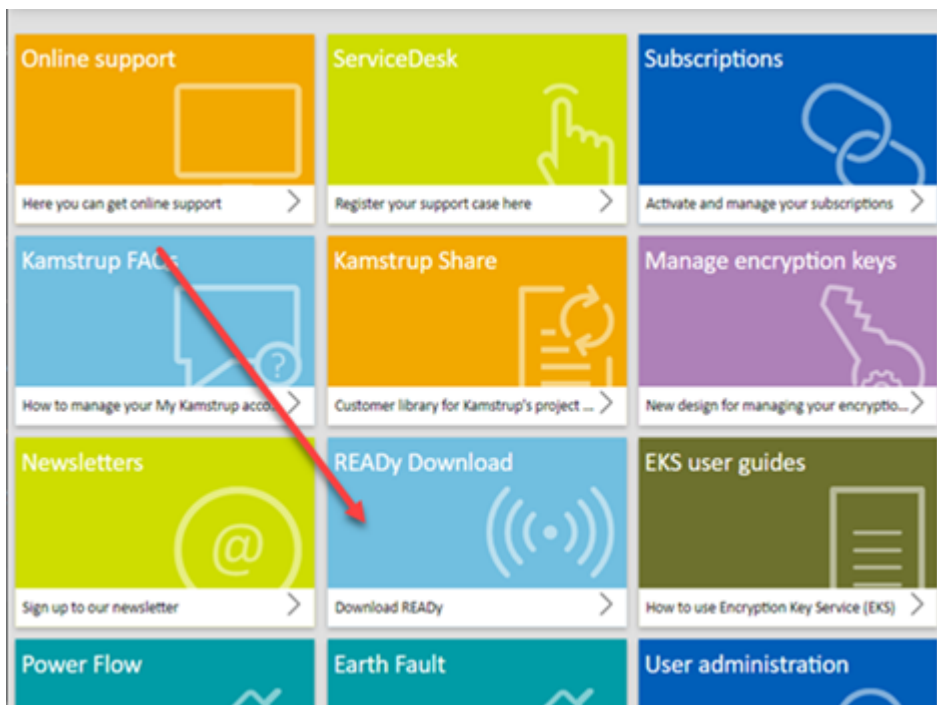 Online support
ServiceDesk
Subscriptions
Here you can get online support
Register your support case here
Activate and manage your subscriptions
Kamstrup FAQs
Kamstrup Share
Manage encryption keys
?
How to manage your My Kamstrup acco...
Customer library for Kamstrup's project ...
New design for managing your encryptio...
Newsletters
READy Download
EKS user guides
@
Sign up to our newsletter
Download READy
How to use Encryption Key Service (EKS)
Power Flow
Earth Fault
User administration